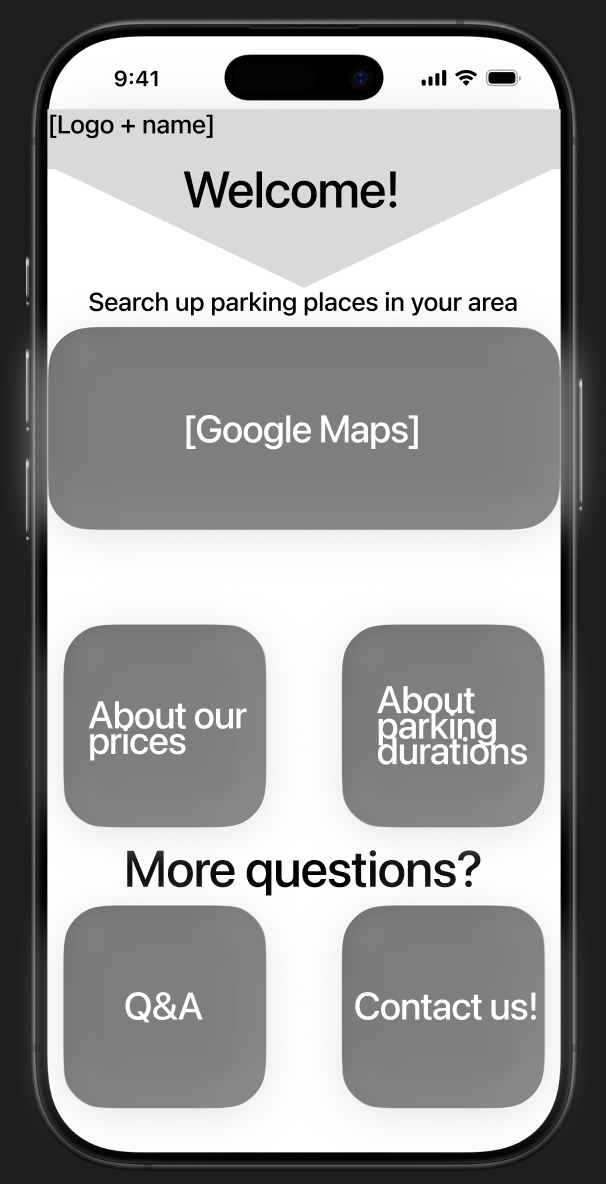 9:41
[Logo + name]
Welcome!
Search up parking places in your area
[Google Maps]
About our
prices
About
parking
durations
More questions?
Q&A
Contact us!